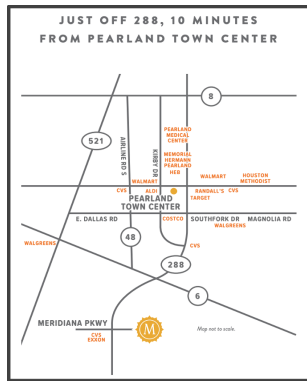 JUST OFF 288, 10 MINUTES
FROM PEARLAND TOWN CENTER
8
521
AIRLINE RD S
KIRBY DR
PEARLAND
MEDICAL
CENTER
MEMORIAL
HERMANN
PEARLAND
HEB
WALMART
WALMART
HOUSTON
METHODIST
CVS
ALDI
RANDALL'S
CVS
TARGET
PEARLAND
TOWN CENTER
E. DALLAS RD
COSTCO
SOUTHFORK DR
MAGNOLIA RD
WALGREENS
48
WALGREENS
CVS
288
6
MERIDIANA PKWY
M
Map not to scale.
CVS
EXXON